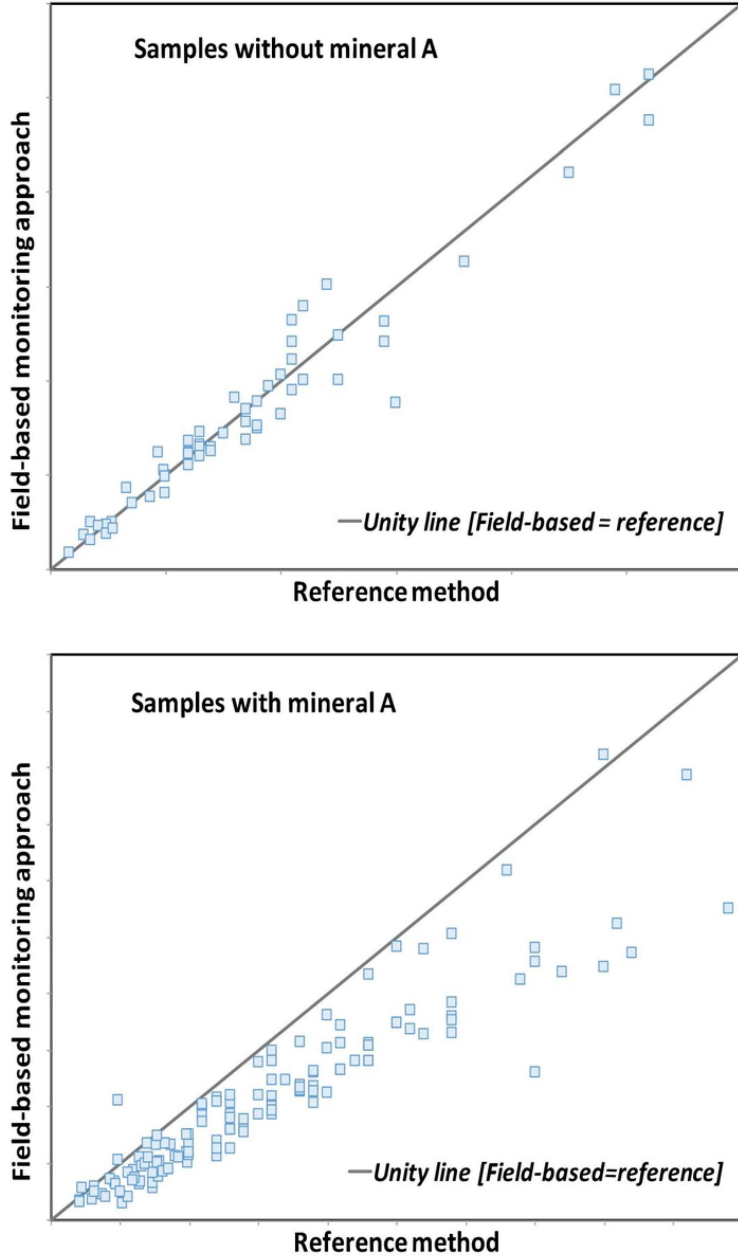 Samples without mineral A
Field-based monitoring approach
Unity line [Field-based = reference]
Reference method
Samples with mineral A
Field-based monitoring approach
Unity line [Field-based=reference]
Reference method